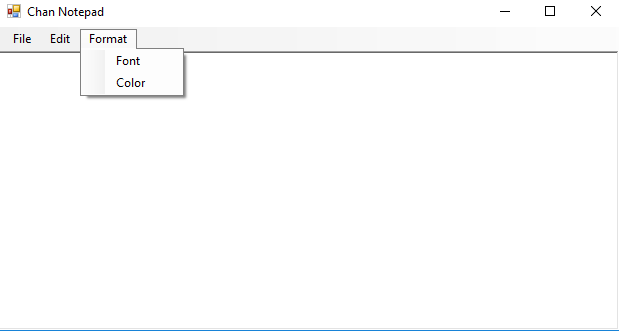 Chan Notepad
File Edit Format
Font
Color